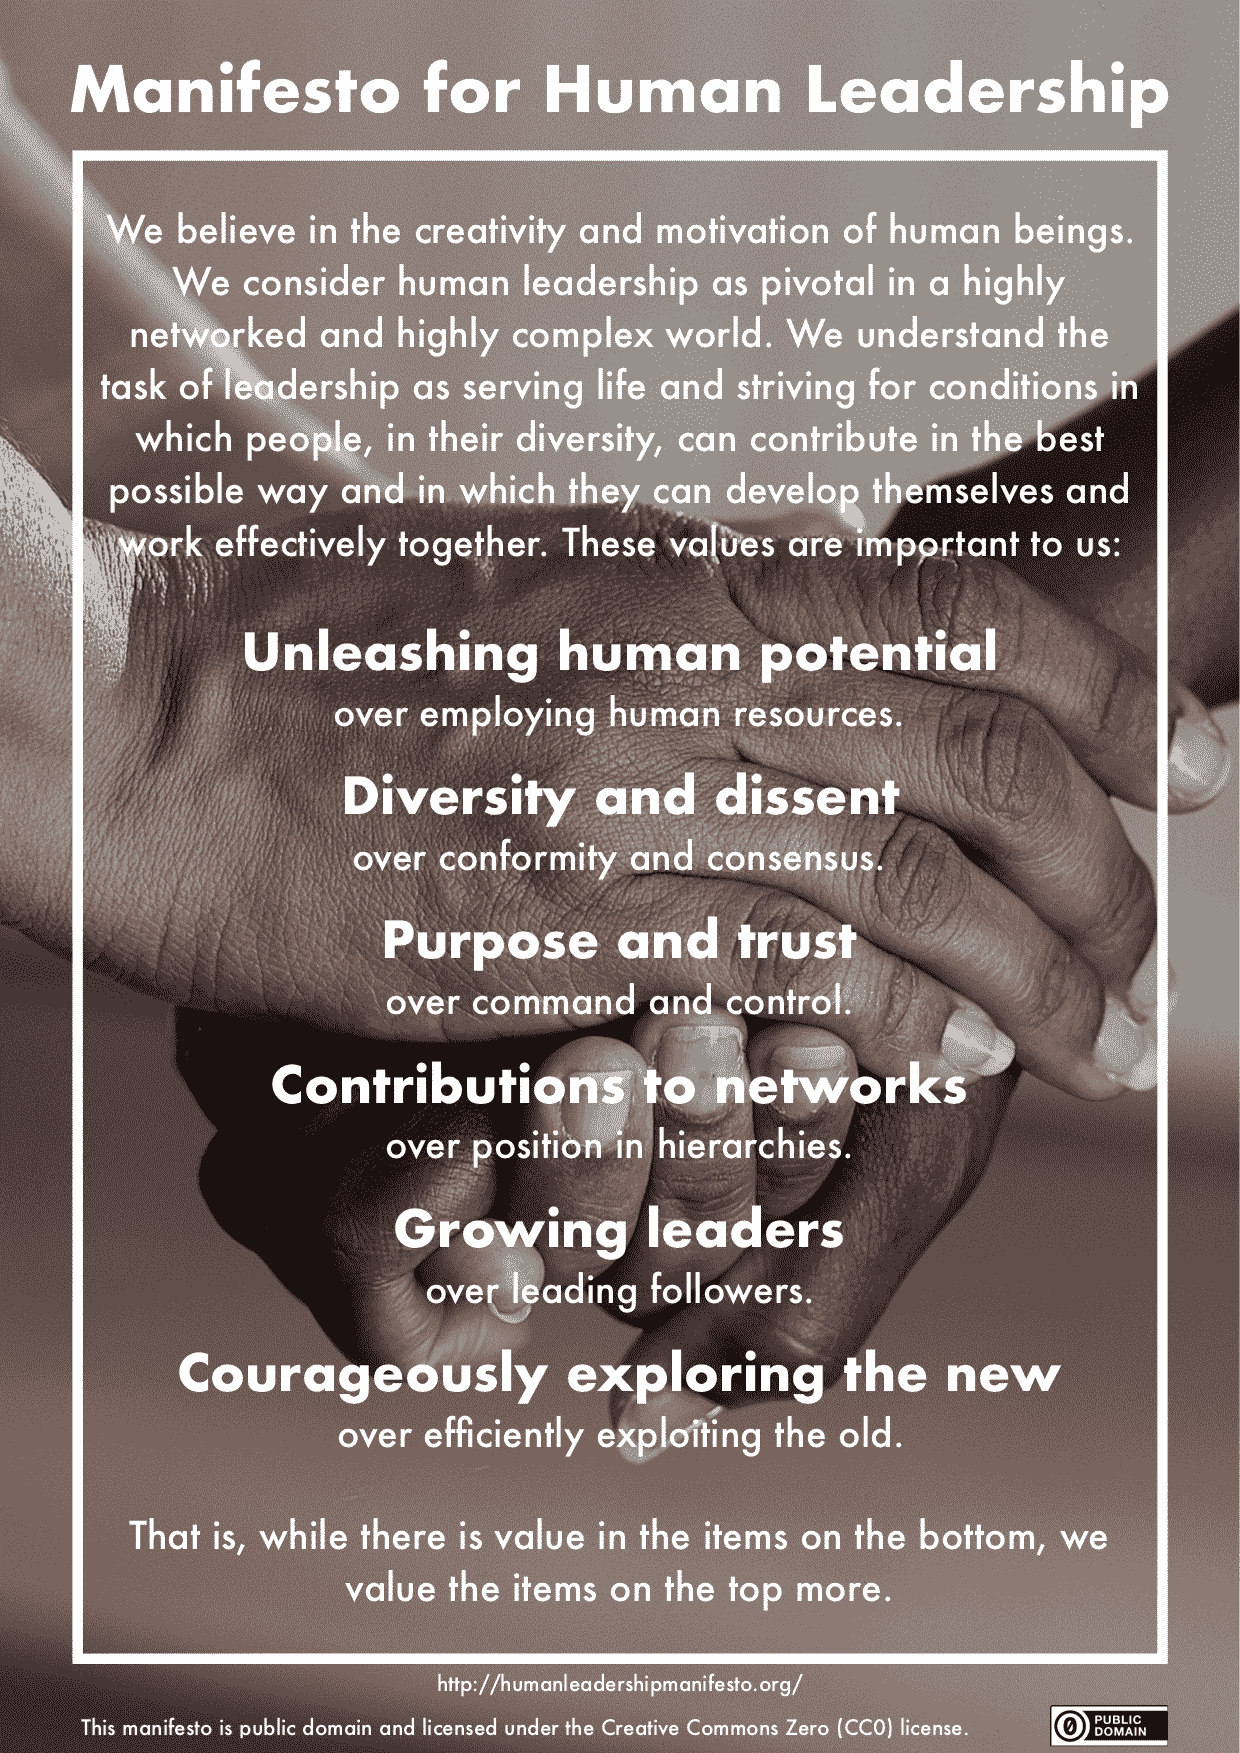 Manifesto for Human Leadership
We believe in the creativity and motivation of human beings.
We consider human leadership as pivotal in a highly
networked and highly complex world. We understand the
task of leadership as serving life and striving for conditions in
which people, in their diversity, can contribute in the best
possible way and in which they can develop themselves and
work effectively together. These values are important to us:
Unleashing human potential
over employing human resources.
Diversity and dissent
over conformity and consensus.
Purpose and trust
over command and control.
Contributions to networks
over position in hierarchies.
Growing leaders
over leading followers.
Courageously exploring the new
over efficiently exploiting the old.
That is, while there is value in the items on the bottom, we
value the items on the top more.
http://humanleadershipmanifesto.org/
This manifesto is public domain and licensed under the Creative Commons Zero (CC0) license.
0 PUBLIC
DOMAIN